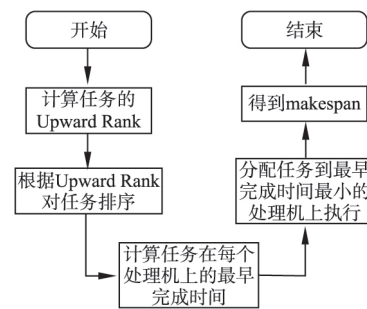 开始
计算任务的
Upward Rank
根据Upward Rank
对任务排序
计算任务在每个
处理机上的最早
完成时间
分配任务到最早
完成时间最小的
处理机上执行
得到makespan
结束